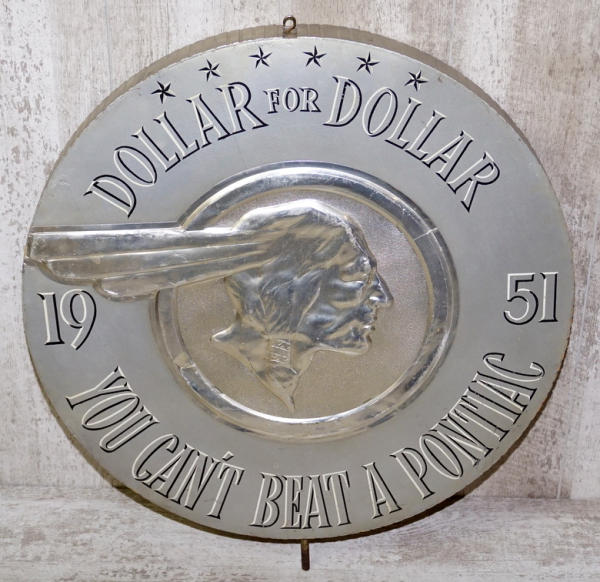 DOLLAR FOR DOLLAR
19 51
YOU CAN'T BEAT A PONTIAC